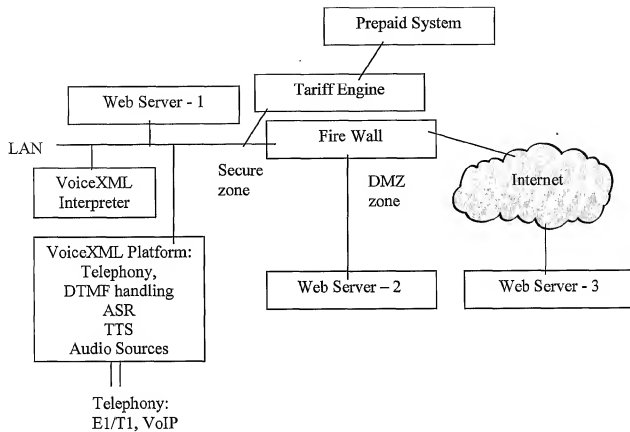 Prepaid System
Tariff Engine
Web Server - 1
Fire Wall
LAN
Secure
zone
DMZ
zone
Internet
VoiceXML
Interpreter
VoiceXML Platform:
Telephony,
DTMF handling
ASR
TTS
Audio Sources
Web Server – 2
Web Server - 3
Telephony:
E1/T1, VoIP